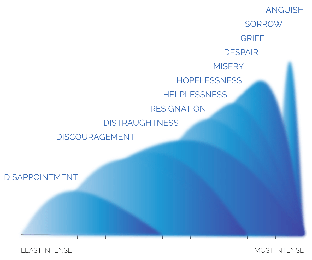 ANGUISH
SORROW
GRIEF
DESPAIR
MISERY
HOPELESSNESS
HELPLESSNESS
RESIGNATION
DISTRAUGHTNESS
DISCOURAGEMENT
DISAPPOINTMENT
LEAST INTENSE
MOST INTENSE